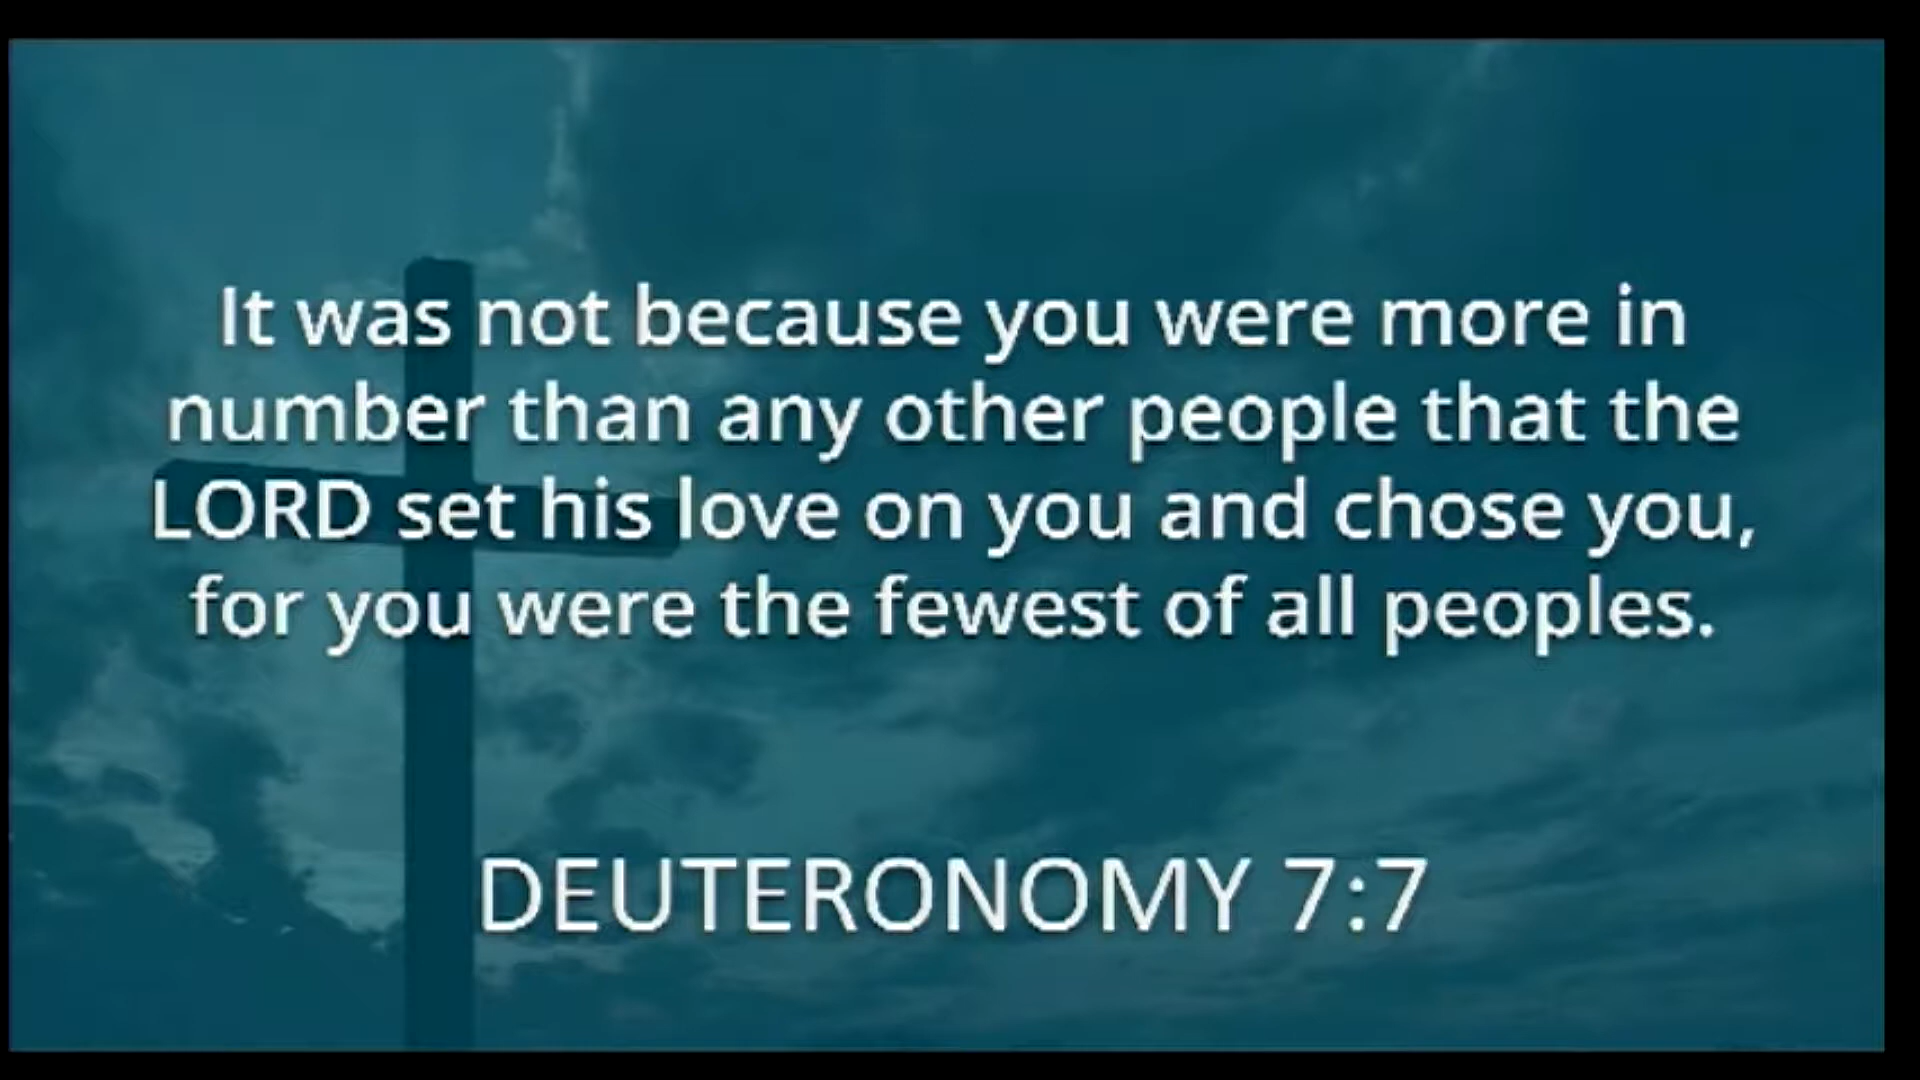 It was not because you were more in
number than any other people that the
LORD set his love on you and chose you,
for you were the fewest of all peoples.
DEUTERONOMY 7:7